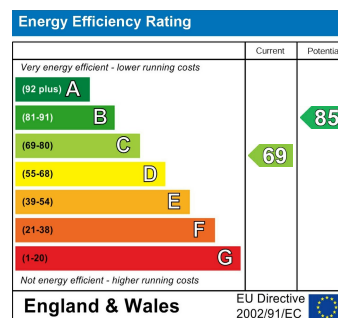 Energy Efficiency Rating
Current
Potential
Very energy efficient - lower running costs
(92 plus) A
(81-91) B
85
(69-80) C
69
(55-68) D
(39-54) E
(21-38) F
(1-20) G
Not energy efficient - higher running costs
England & Wales
EU Directive
2002/91/EC